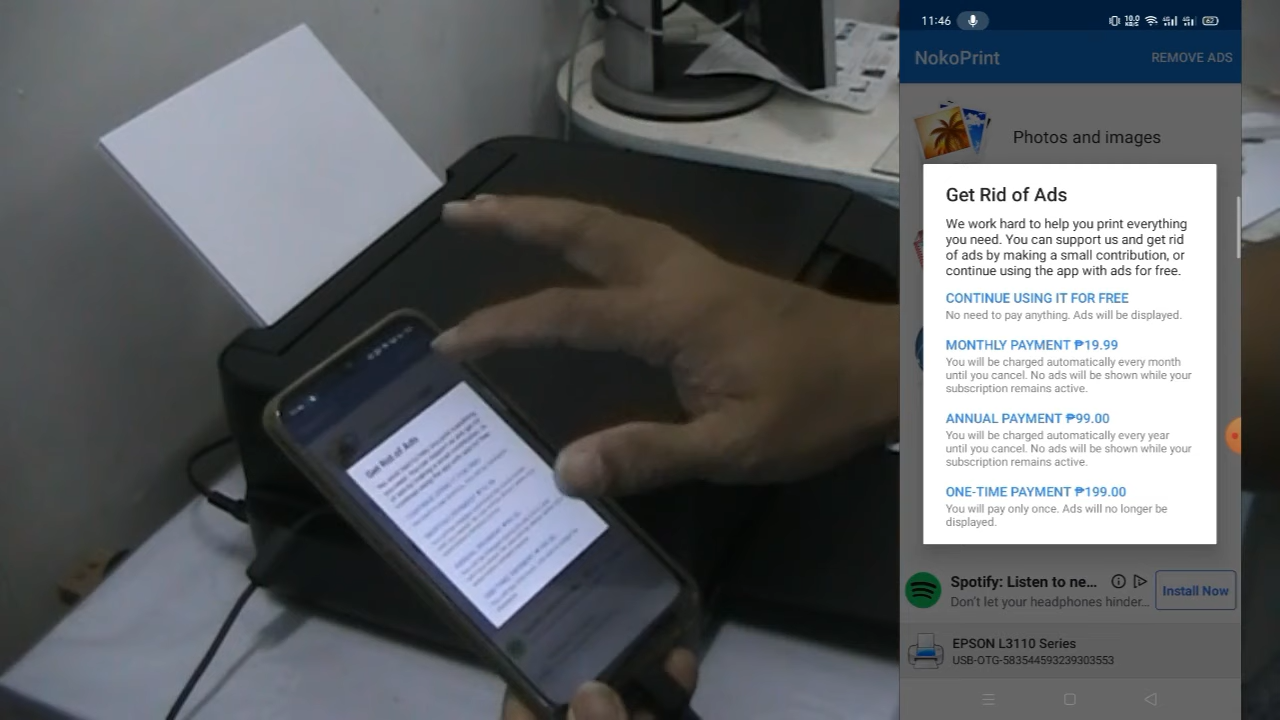 11:46
10.0
62
NokoPrint
REMOVE ADS
Photos and images
Get Rid of Ads
We work hard to help you print everything
you need. You can support us and get rid
of ads by making a small contribution, or
continue using the app with ads for free.
CONTINUE USING IT FOR FREE
No need to pay anything. Ads will be displayed.
MONTHLY PAYMENT ₱19.99
You will be charged automatically every month
until you cancel. No ads will be shown while your
subscription remains active.
ANNUAL PAYMENT ₱99.00
You will be charged automatically every year
until you cancel. No ads will be shown while your
subscription remains active.
ONE-TIME PAYMENT ₱199.00
You will pay only once. Ads will no longer be
displayed.
Spotify: Listen to ne...
Don't let your headphones hinder...
Install Now
EPSON L3110 Series
USB-OTG-583544593239303553
Get Rid of Ads